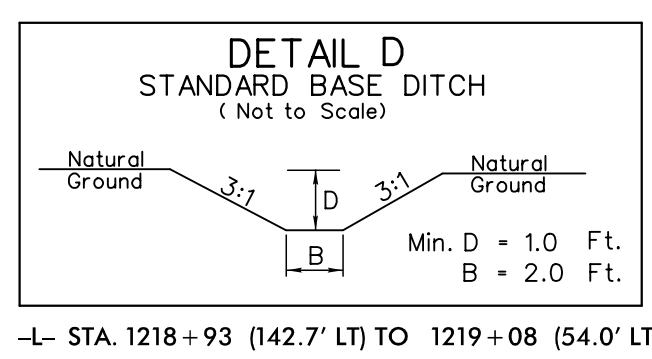 DETAIL D
STANDARD BASE DITCH
( Not to Scale)
Natural
Ground
3:1
D
3:1
Natural
Ground
B
Min. D = 1.0 Ft.
B = 2.0 Ft.
-L- STA. 1218+93 (142.7' LT) TO 1219+08 (54.0' LT